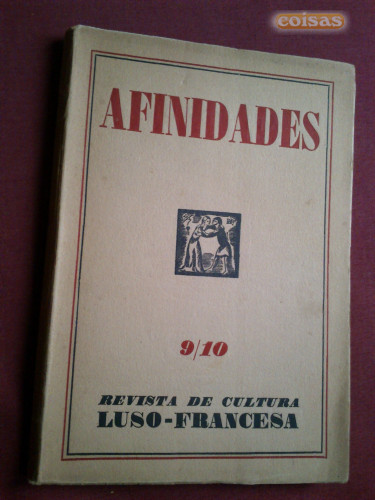 coisas
AFINIDADES
9/10
REVISTA DE CULTURA
LUSO-FRANCESA